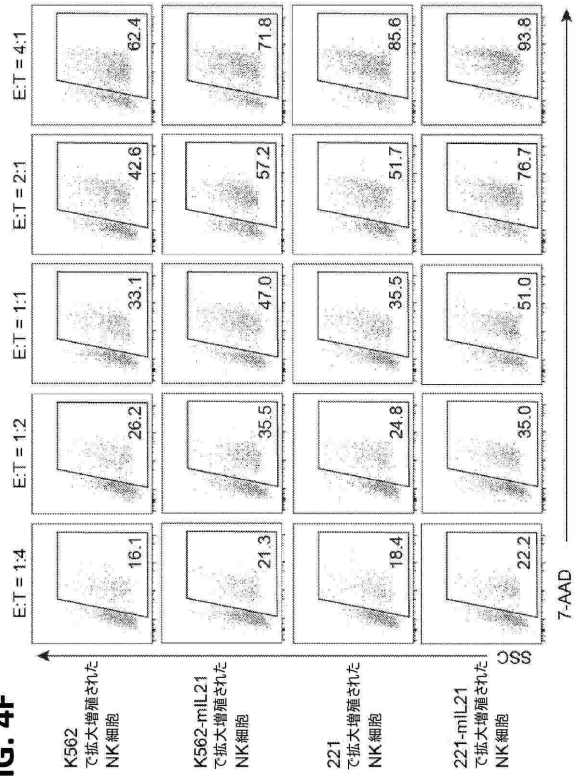 IG. 4F
E:T = 1:4
E:T = 1:2
E:T = 1:1
E:T = 2:1
E:T = 4:1
K562
で拡大増殖された
NK細胞
16.1
26.2
33.1
42.6
62.4
K562-mIL21
で拡大増殖された
NK細胞
21.3
35.5
47.0
57.2
71.8
221
で拡大増殖された
NK細胞
18.4
24.8
35.5
51.7
85.6
221-mIL21
で拡大増殖された
NK細胞
22.2
35.0
51.0
76.7
93.8
SSC
7-AAD